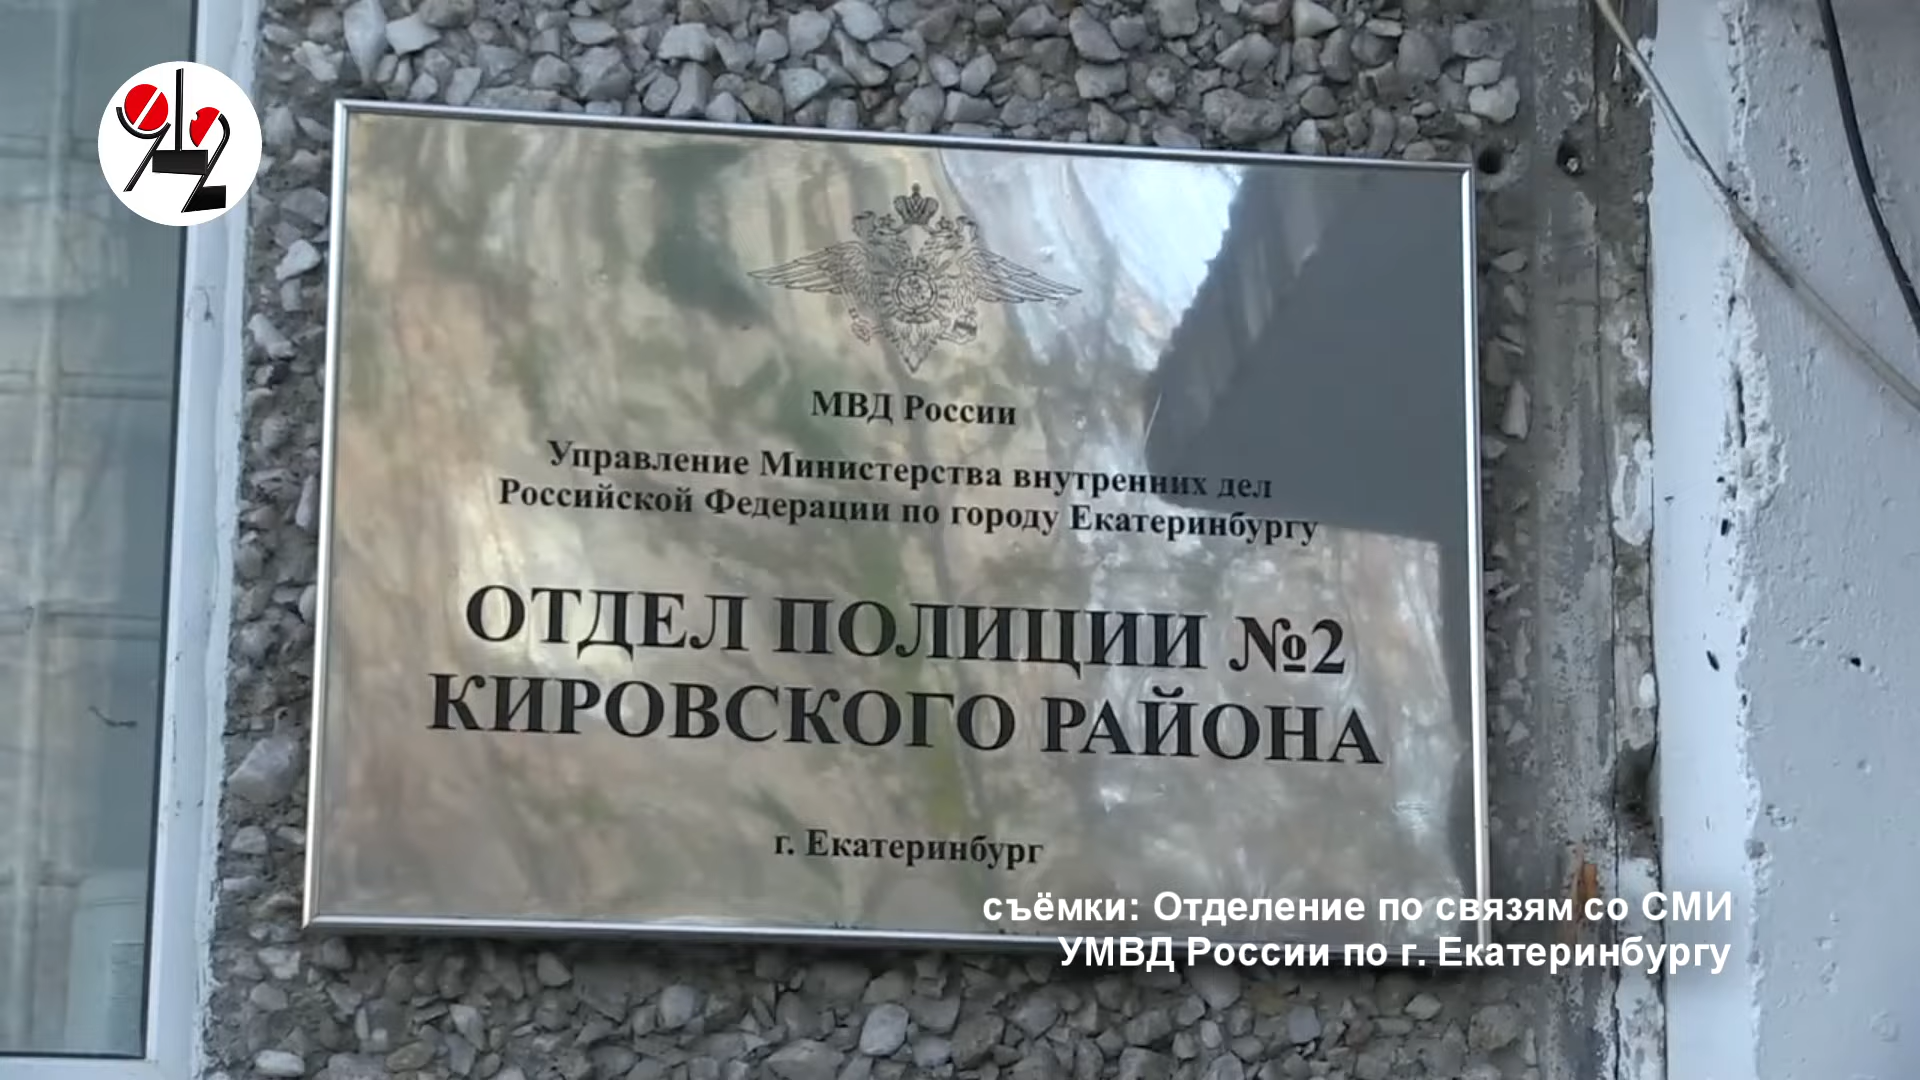 МВД России
Управление Министерства внутренних дел
Российской Федерации по городу Екатеринбургу
ОТДЕЛ ПОЛИЦИИ №2
КИРОВСКОГО РАЙОНА
г. Екатеринбург
съёмки: Отделение по связям со СМИ
УМВД России по г. Екатеринбургу